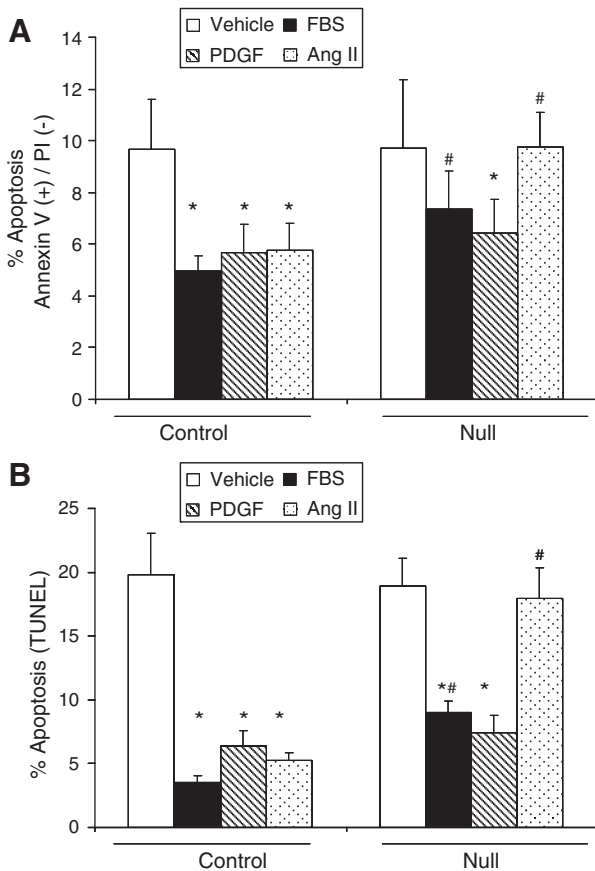 A
Vehicle FBS
PDGF Ang II
% Apoptosis
Annexin V (+) / PI (-)
14
12
10
8
6
4
2
0
* * *
# * #
Control Null
B
Vehicle FBS
PDGF Ang II
% Apoptosis (TUNEL)
25
20
15
10
5
0
* * *
*# * #
Control Null